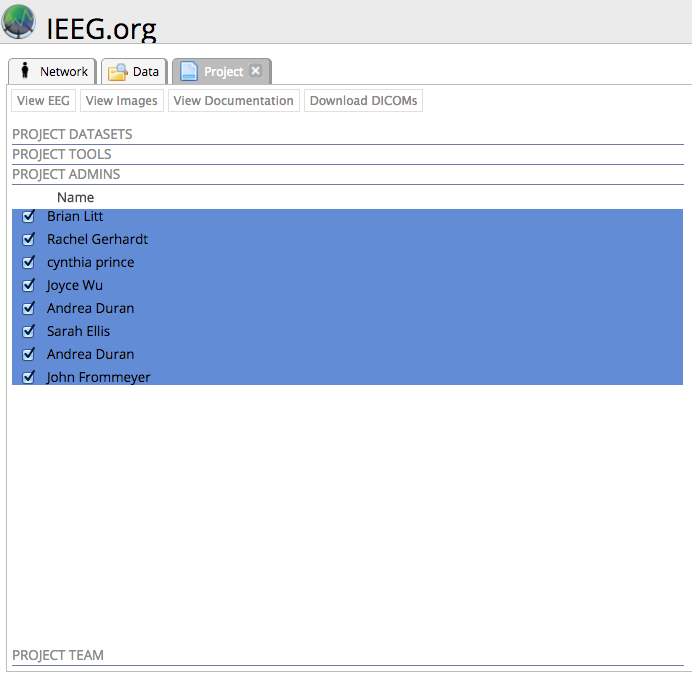 IEEG.org
Network Data Project
View EEG View Images View Documentation Download DICOMs
PROJECT DATASETS
PROJECT TOOLS
PROJECT ADMINS
Name
Brian Litt
Rachel Gerhardt
cynthia prince
Joyce Wu
Andrea Duran
Sarah Ellis
Andrea Duran
John Frommeyer
PROJECT TEAM